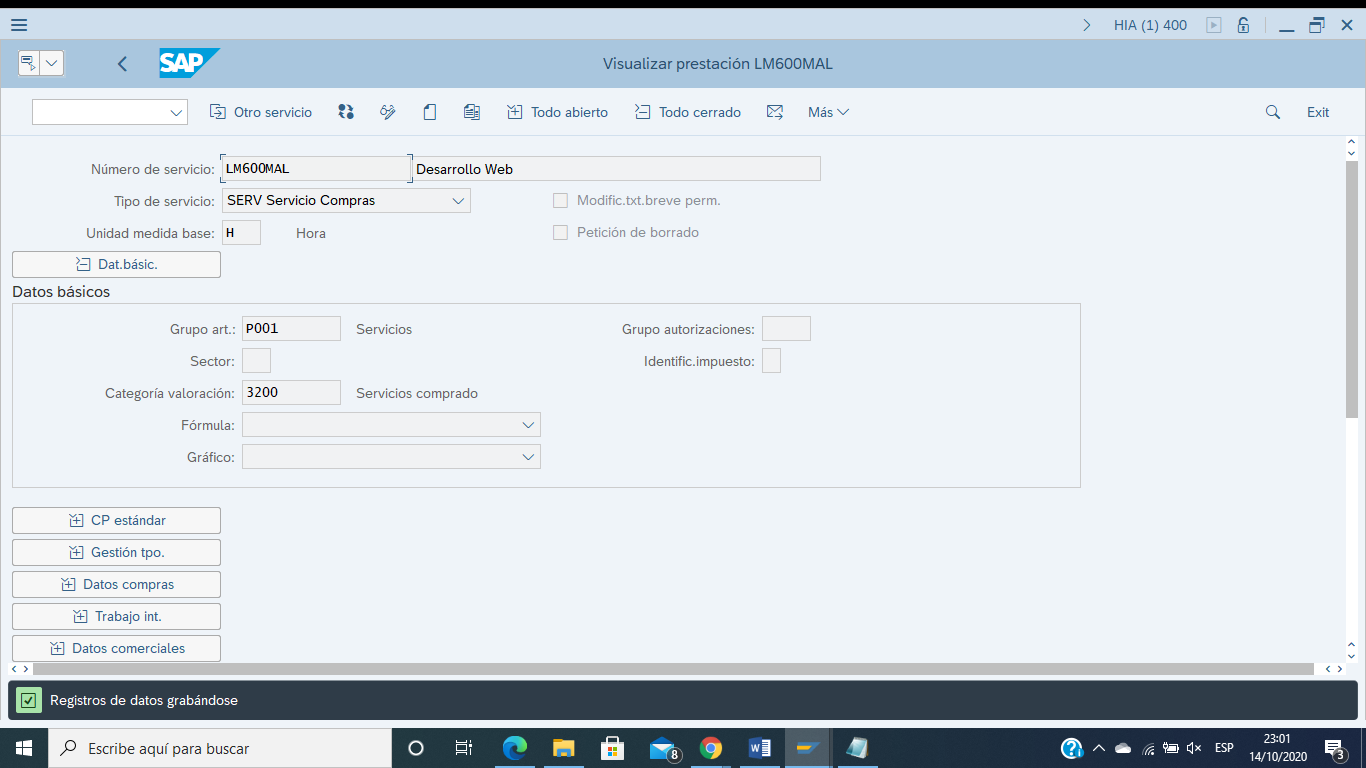 HIA (1) 400
SAP
Visualizar prestación LM600MAL
Otro servicio Todo abierto Todo cerrado Más Exit
Número de servicio: LM600MAL Desarrollo Web
Tipo de servicio: SERV Servicio Compras Modific.txt.breve perm.
Unidad medida base: H Hora Petición de borrado
Dat.básic.
Datos básicos
Grupo art.: P001 Servicios Grupo autorizaciones:
Sector: Identific.impuesto:
Categoría valoración: 3200 Servicios comprado
Fórmula:
Gráfico:
CP estándar
Gestión tpo.
Datos compras
Trabajo int.
Datos comerciales
Registros de datos grabándose
Escribe aquí para buscar 8 ESP 23:01
14/10/2020 3